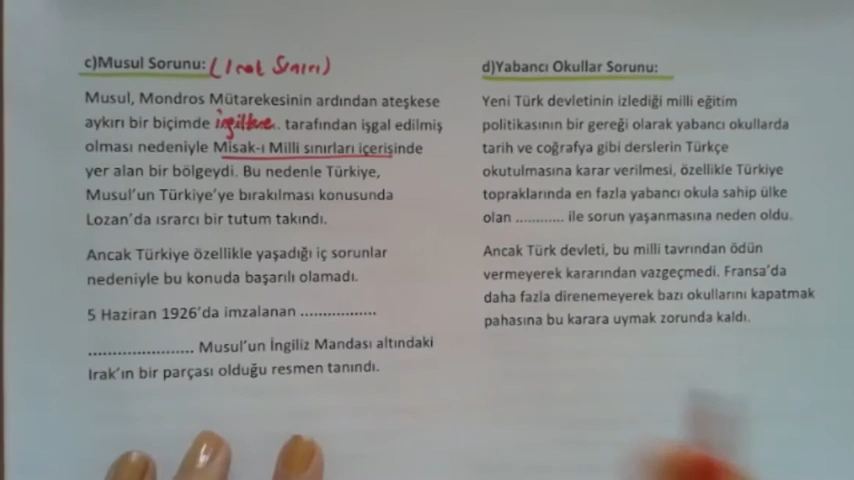 c)Musul Sorunu: (Irak Sınırı)
Musul, Mondros Mütarekesinin ardından ateşkese
aykırı bir biçimde ingiltere.. tarafından işgal edilmiş
olması nedeniyle Misak-ı Milli sınırları içerisinde
yer alan bir bölgeydi. Bu nedenle Türkiye,
Musul'un Türkiye'ye bırakılması konusunda
Lozan'da ısrarcı bir tutum takındı.
Ancak Türkiye özellikle yaşadığı iç sorunlar
nedeniyle bu konuda başarılı olamadı.
5 Haziran 1926'da imzalanan .................
....................... Musul'un İngiliz Mandası altındaki
Irak'ın bir parçası olduğu resmen tanındı.
d)Yabancı Okullar Sorunu:
Yeni Türk devletinin izlediği milli eğitim
politikasının bir gereği olarak yabancı okullarda
tarih ve coğrafya gibi derslerin Türkçe
okutulmasına karar verilmesi, özellikle Türkiye
topraklarında en fazla yabancı okula sahip ülke
olan ............ ile sorun yaşanmasına neden oldu.
Ancak Türk devleti, bu milli tavrından ödün
vermeyerek kararından vazgeçmedi. Fransa'da
daha fazla direnemeyerek bazı okullarını kapatmak
pahasına bu karara uymak zorunda kaldı.